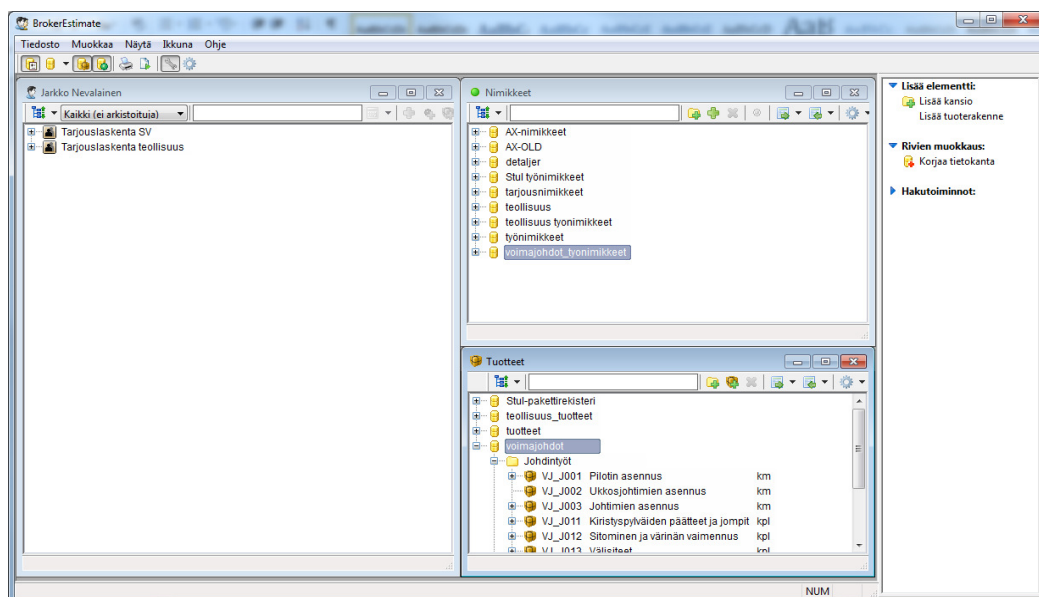 BrokerEstimate
Tiedosto Muokkaa Näytä Ikkuna Ohje
Jarkko Nevalainen
Kaikki (ei arkistoituja)
Tarjouslaskenta SV
Tarjouslaskenta teollisuus
Nimikkeet
AX-nimikkeet
AX-OLD
detaljer
Stul työnimikkeet
tarjousnimikkeet
teollisuus
teollisuus tyonimikkeet
työnimikkeet
voimajohdot_tyonimikkeet
Tuotteet
Stul-pakettirekisteri
teollisuus_tuotteet
tuotteet
voimajohdot
Johdintyöt
VJ_J001 Pilotin asennus km
VJ_J002 Ukkosjohtimien asennus km
VJ_J003 Johtimien asennus km
VJ_J011 Kiristyspylväiden päätteet ja jompit kpl
VJ_J012 Sitominen ja värinän vaimennus kpl
VJ_J013 Välisiteet kpl
Lisää elementti:
Lisää kansio
Lisää tuoterakenne
Rivien muokkaus:
Korjaa tietokanta
Hakutoiminnot:
NUM